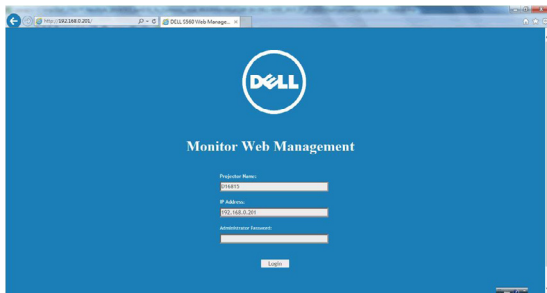 http://192.168.0.201/
DELL S560 Web Manage...
DELL
Monitor Web Management
Projector Name:
IP Address:
192.168.0.201
Administrator Password:
Login